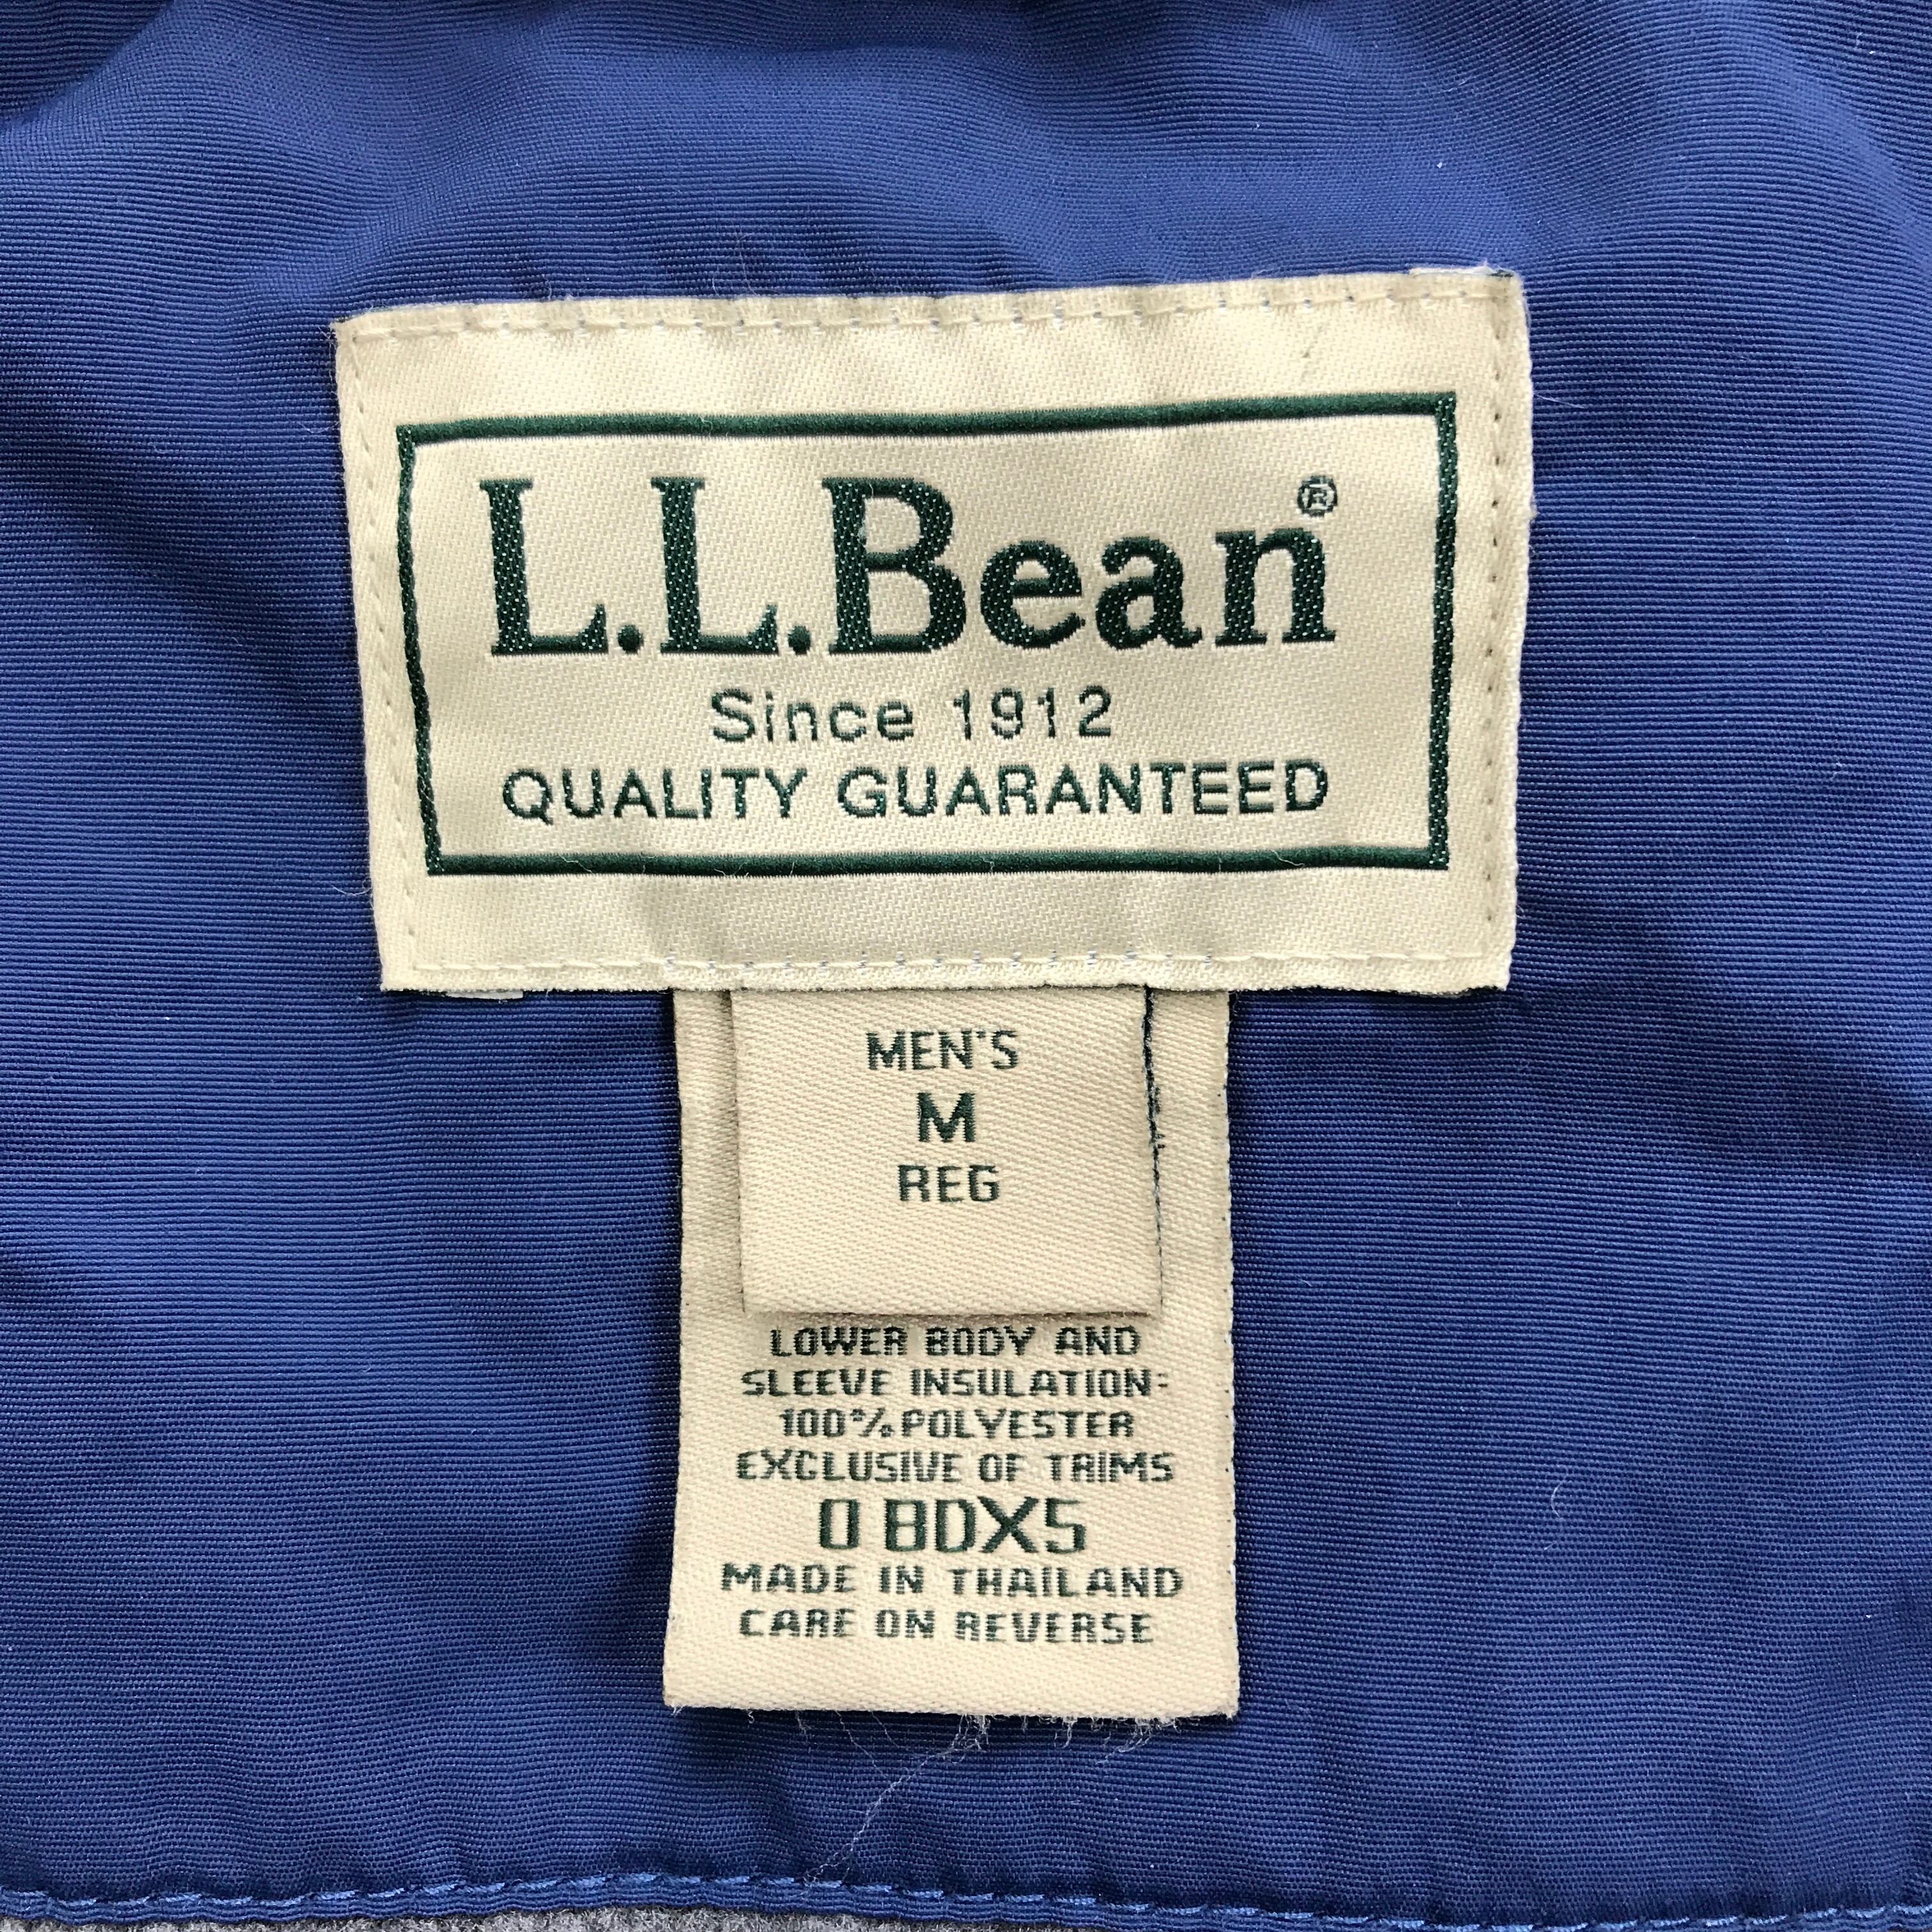 L.L.Bean®
Since 1912
QUALITY GUARANTEED
MEN'S
M
REG
LOWER BODY AND
SLEEVE INSULATION:
100% POLYESTER
EXCLUSIVE OF TRIMS
0 BDX5
MADE IN THAILAND
CARE ON REVERSE